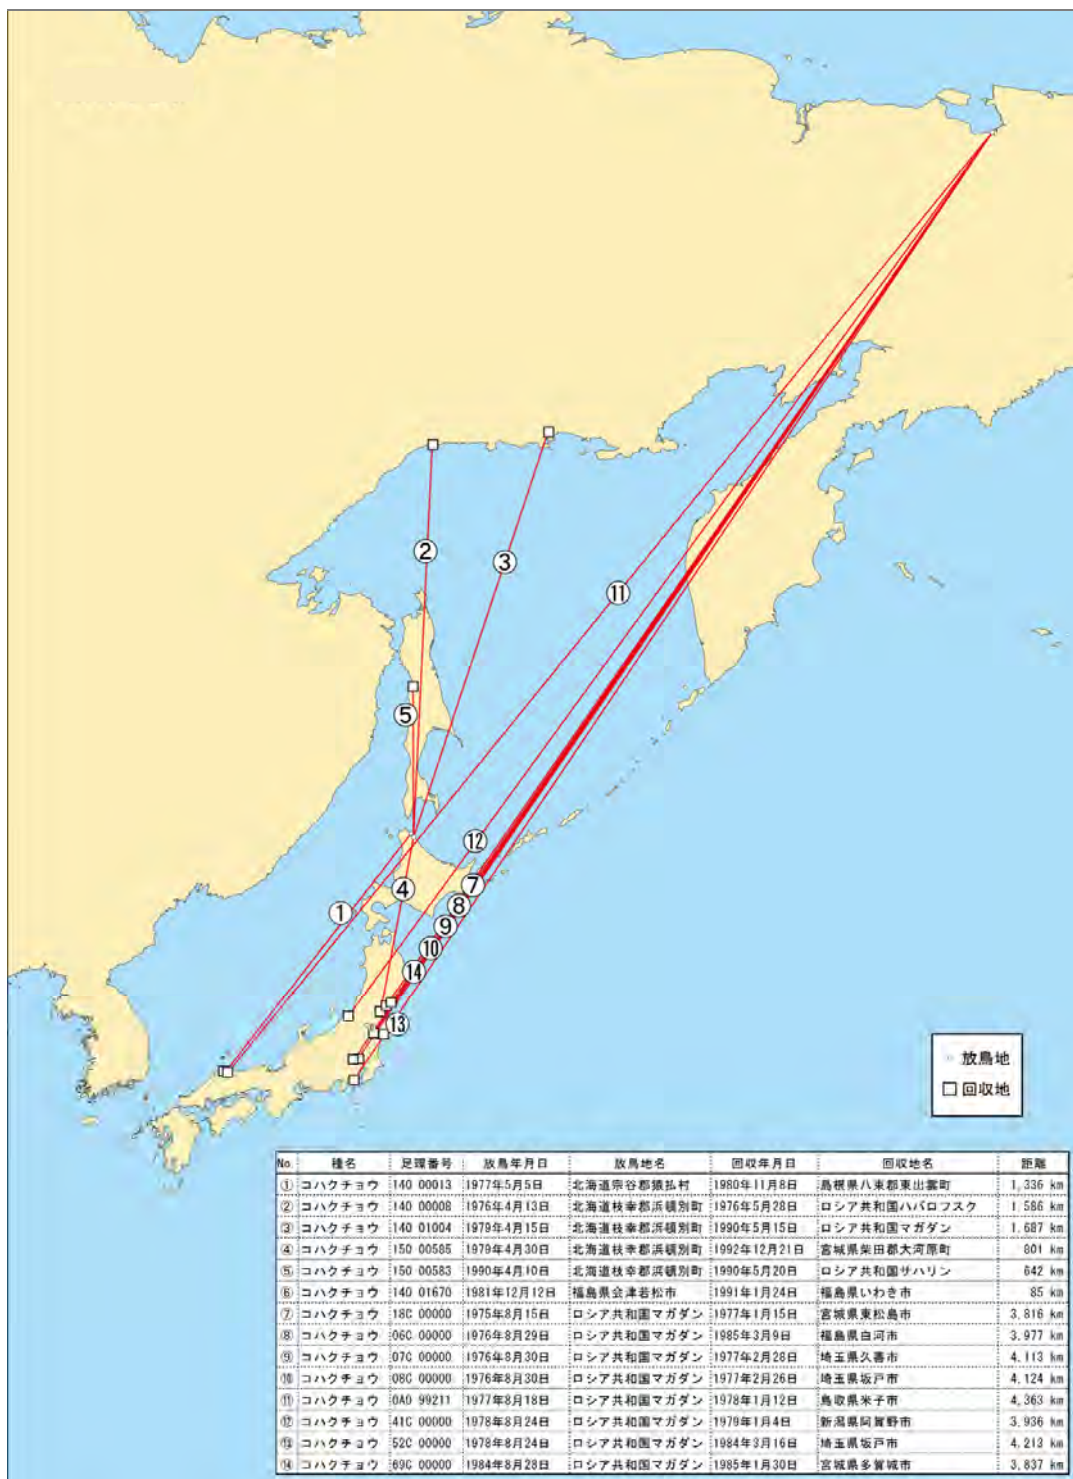 ②
③
⑪
⑤
⑫
④
⑦
①
⑧
⑨
⑩
⑭
⑬
放鳥地
回収地
No. 種名 足環番号 放鳥年月日 放鳥地名 回収年月日 回収地名 距離
① コハクチョウ 140 00013 1977年5月5日 北海道宗谷郡猿払村 1980年11月8日 島根県八束郡東出雲町 1,336 km
② コハクチョウ 140 00008 1976年4月13日 北海道枝幸郡浜頓別町 1976年5月28日 ロシア共和国ハバロフスク 1,586 km
③ コハクチョウ 140 01004 1979年4月15日 北海道枝幸郡浜頓別町 1990年5月15日 ロシア共和国マガダン 1,687 km
④ コハクチョウ 150 00585 1979年4月30日 北海道枝幸郡浜頓別町 1992年12月21日 宮城県柴田郡大河原町 801 km
⑤ コハクチョウ 150 00583 1990年4月10日 北海道枝幸郡浜頓別町 1990年5月20日 ロシア共和国サハリン 642 km
⑥ コハクチョウ 140 01670 1981年12月12日 福島県会津若松市 1991年1月24日 福島県いわき市 85 km
⑦ コハクチョウ 18C 00000 1975年8月15日 ロシア共和国マガダン 1977年1月15日 宮城県東松島市 3,816 km
⑧ コハクチョウ 06C 00000 1976年8月29日 ロシア共和国マガダン 1985年3月9日 福島県白河市 3,977 km
⑨ コハクチョウ 07C 00000 1976年8月30日 ロシア共和国マガダン 1977年2月28日 埼玉県久喜市 4,113 km
⑩ コハクチョウ 08C 00000 1976年8月30日 ロシア共和国マガダン 1977年2月26日 埼玉県坂戸市 4,124 km
⑪ コハクチョウ 0AD 99211 1977年8月18日 ロシア共和国マガダン 1978年1月12日 鳥取県米子市 4,363 km
⑫ コハクチョウ 41C 00000 1978年8月24日 ロシア共和国マガダン 1979年1月4日 新潟県阿賀野市 3,936 km
⑬ コハクチョウ 52C 00000 1978年8月24日 ロシア共和国マガダン 1984年3月16日 埼玉県坂戸市 4,213 km
⑭ コハクチョウ 69C 00000 1984年8月28日 ロシア共和国マガダン 1985年1月30日 宮城県多賀城市 3,837 km